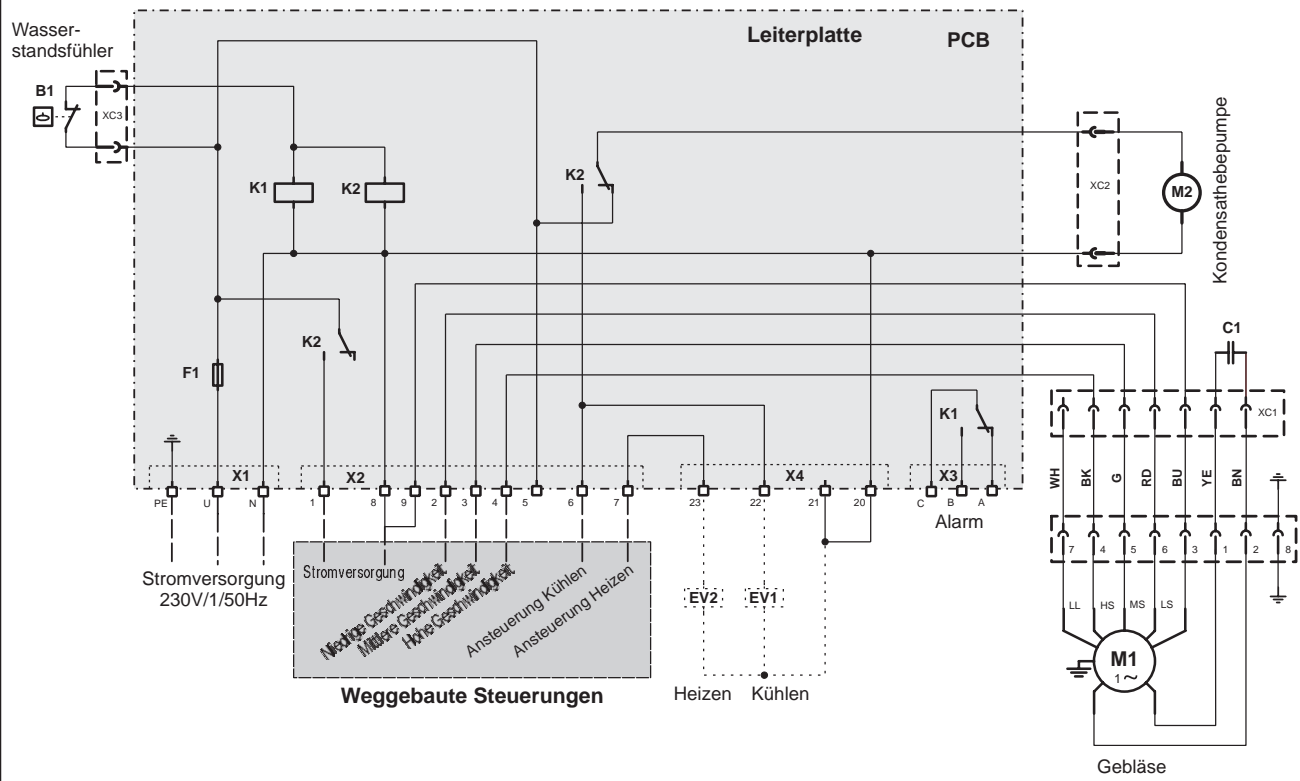 Wasser-
standsfühler
Leiterplatte PCB
B1
XC3
K1 K2
K2
XC2
M2
Kondensathebepumpe
K2
F1
C1
K1
XC1
WH BK G RD BU YE BN
X1 X2 X4 X3
PE U N 1 8 9 2 3 4 5 6 7 23 22 21 20 C B A
Alarm
7 4 5 6 3 1 2 8
Stromversorgung
230V/1/50Hz
Stromversorgung
Niedrige Geschwindigkeit
Mittlere Geschwindigkeit
Hohe Geschwindigkeit
Ansteuerung Kühlen
Ansteuerung Heizen
Weggebaute Steuerungen
EV2 EV1
Heizen Kühlen
LL HS MS LS
M1
1~
Gebläse